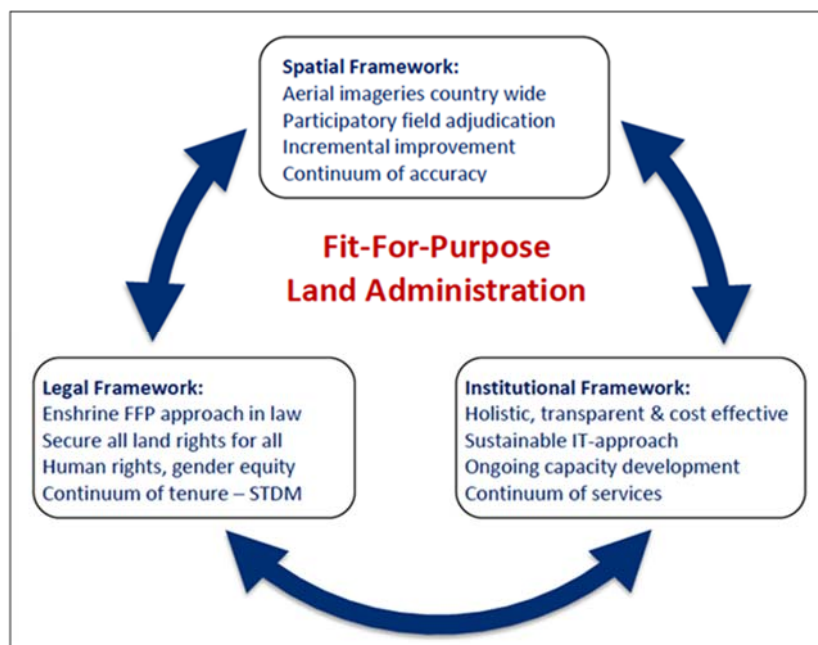 Spatial Framework:
Aerial imageries country wide
Participatory field adjudication
Incremental improvement
Continuum of accuracy
Fit-For-Purpose
Land Administration
Legal Framework:
Enshrine FFP approach in law
Secure all land rights for all
Human rights, gender equity
Continuum of tenure – STDM
Institutional Framework:
Holistic, transparent & cost effective
Sustainable IT-approach
Ongoing capacity development
Continuum of services